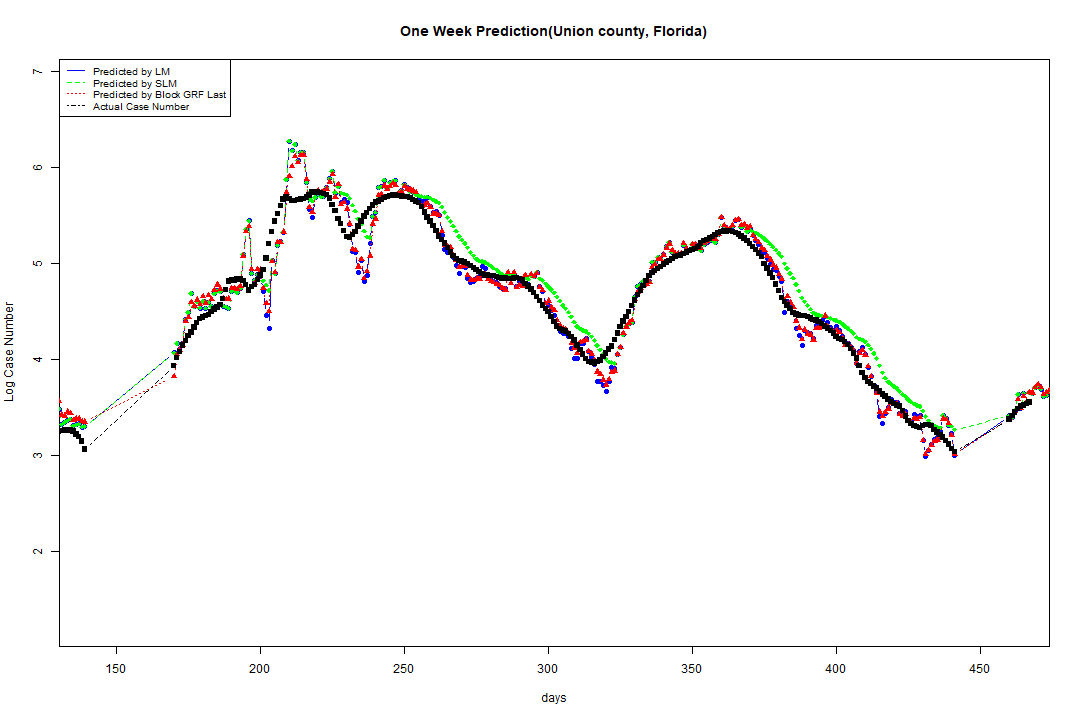 One Week Prediction(Union county, Florida)
Predicted by LM
Predicted by SLM
Predicted by Block GRF Last
Actual Case Number
7
6
5
4
3
2
Log Case Number
150 200 250 300 350 400 450
days